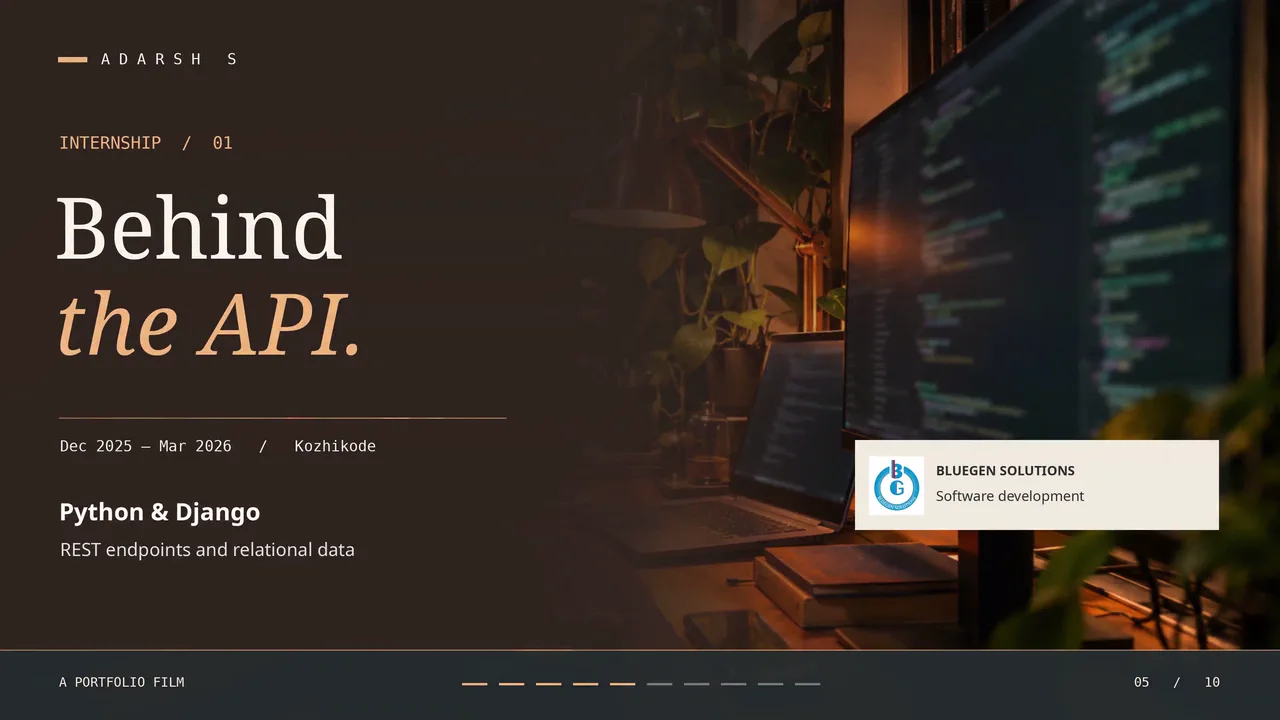 ADARSH S
INTERNSHIP / 01
Behind
the API.
Dec 2025 — Mar 2026 / Kozhikode
Python & Django
REST endpoints and relational data
BLUEGEN SOLUTIONS
Software development
A PORTFOLIO FILM
05 / 10